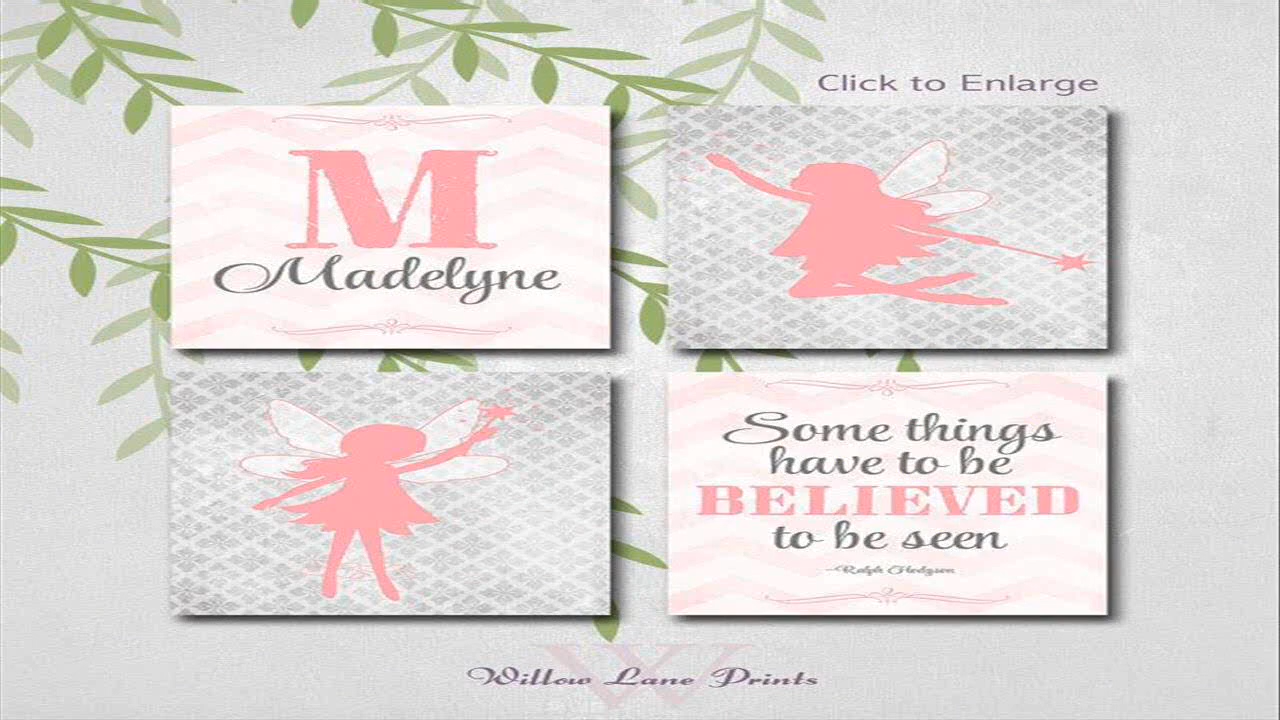 Click to Enlarge
M
Madelyne
Some things
have to be
BELIEVED
to be seen
--Ralph Hodgson
W
Willow Lane Prints